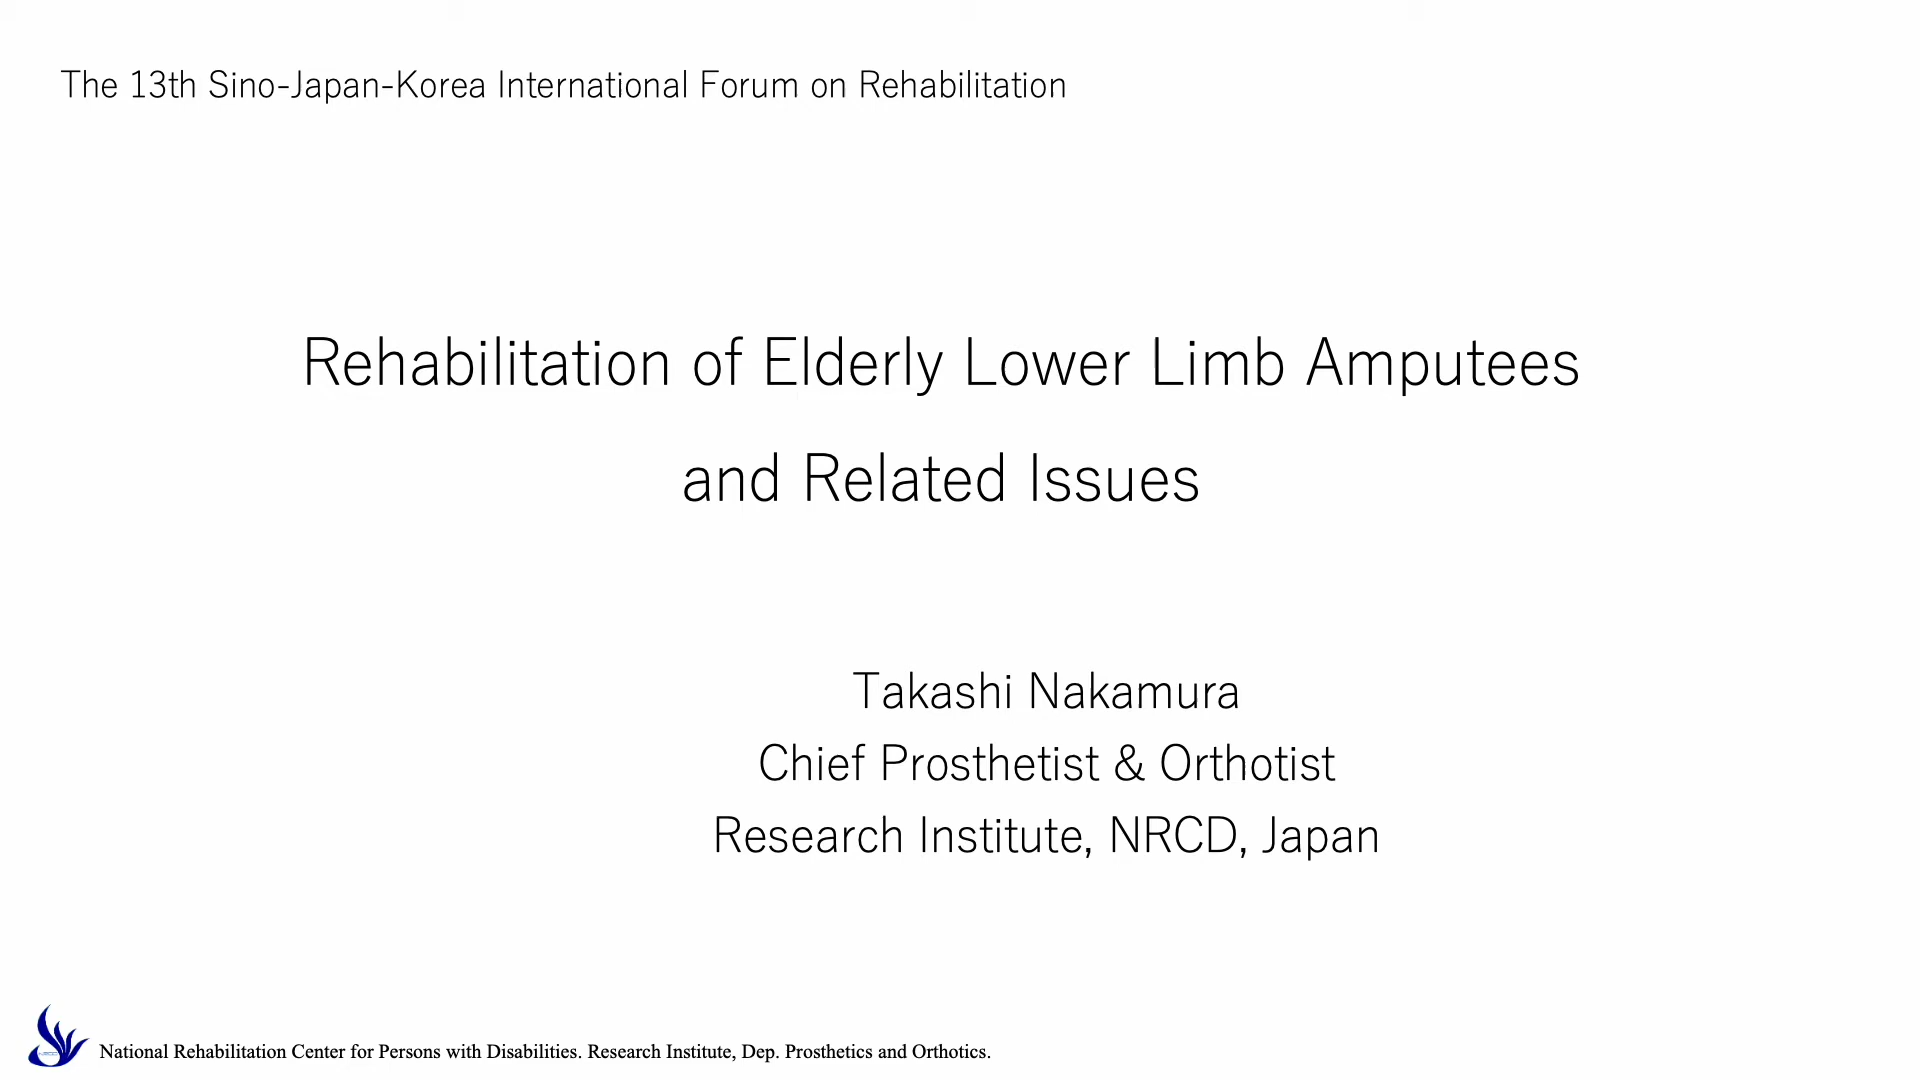 The 13th Sino-Japan-Korea International Forum on Rehabilitation
Rehabilitation of Elderly Lower Limb Amputees
and Related Issues
Takashi Nakamura
Chief Prosthetist & Orthotist
Research Institute, NRCD, Japan
National Rehabilitation Center for Persons with Disabilities. Research Institute, Dep. Prosthetics and Orthotics.